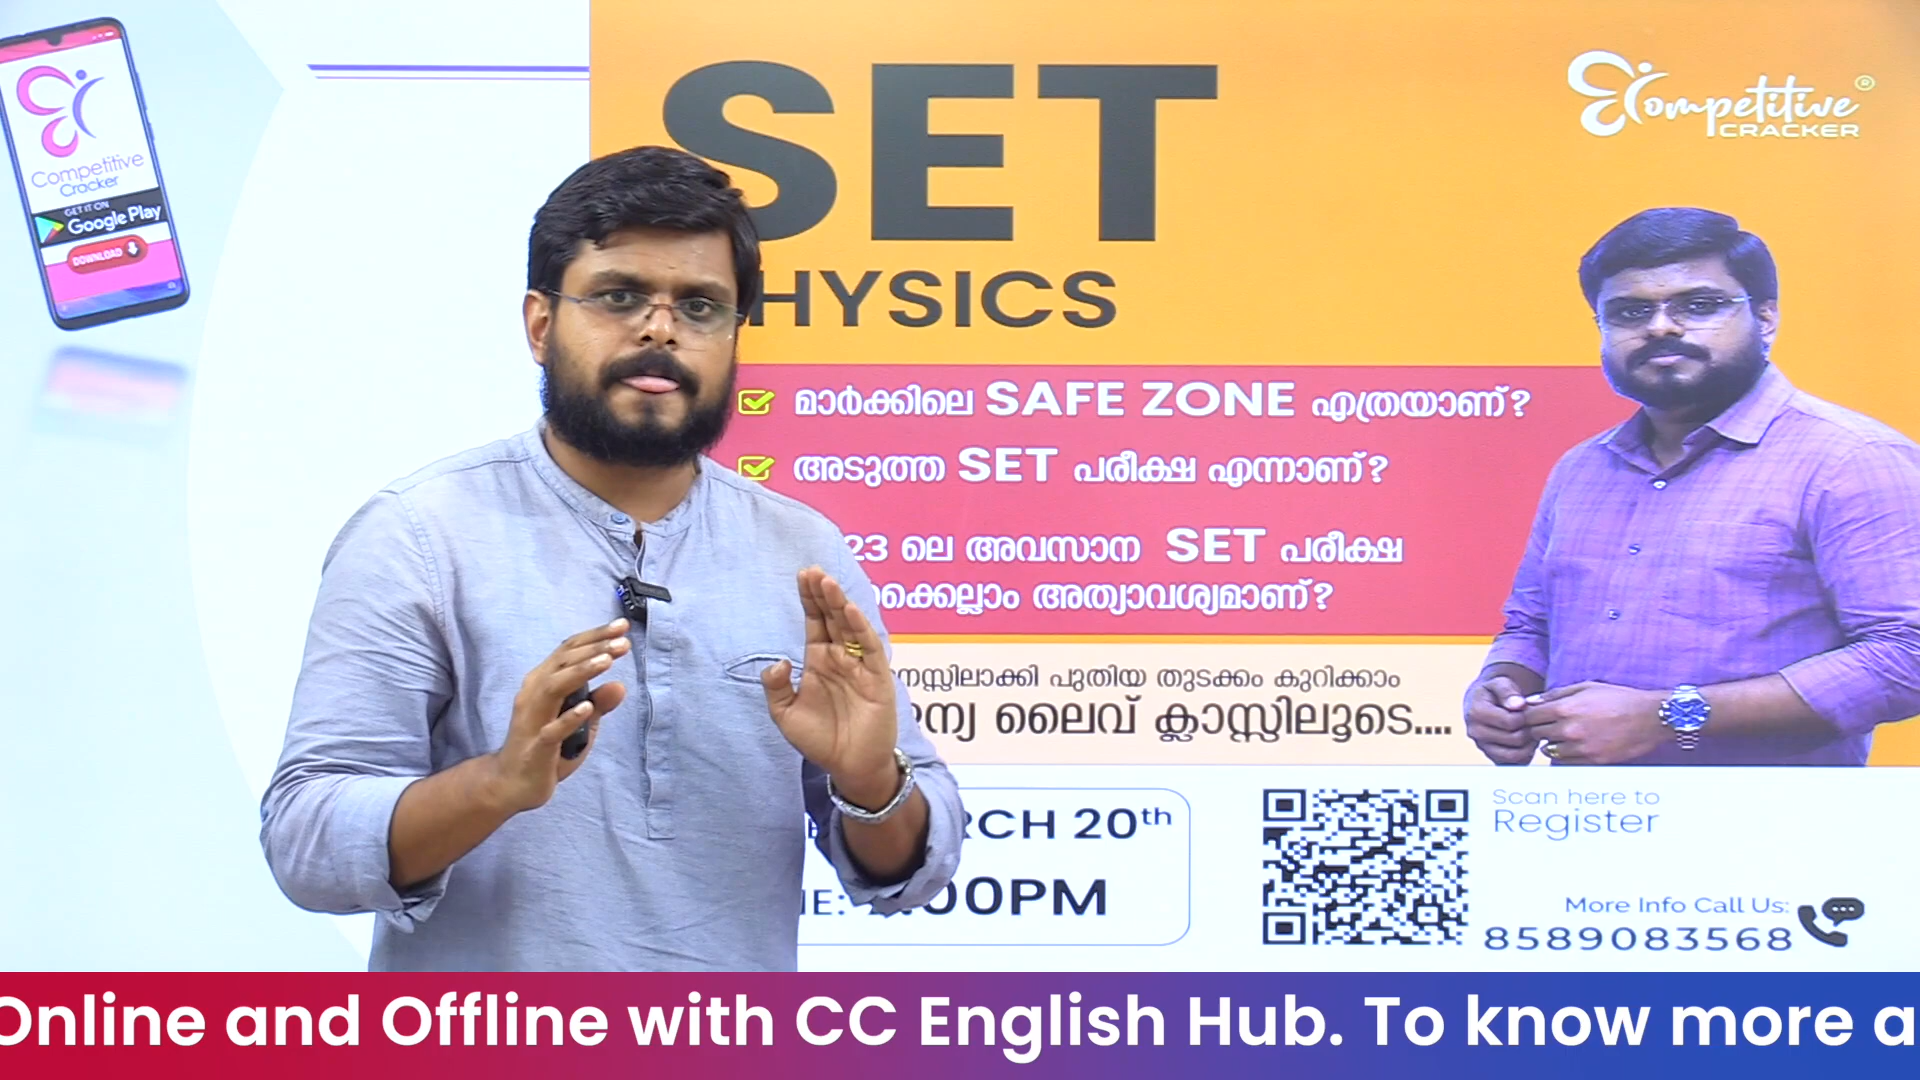 Competitive
Cracker
GET IT ON
Google Play
DOWNLOAD
SET
HYSICS
Competitive ®
CRACKER
മാർക്കിലെ SAFE ZONE എത്രയാണ്?
അടുത്ത SET പരീക്ഷ എന്നാണ്?
23 ലെ അവസാന SET പരീക്ഷ
ക്കെല്ലാം അത്യാവശ്യമാണ്?
നസ്സിലാക്കി പുതിയ തുടക്കം കുറിക്കാം
ലൈവ് ക്ലാസ്സിലൂടെ....
RCH 20th
:00PM
Scan here to
Register
More Info Call Us:
8589083568
Online and Offline with CC English Hub. To know more a